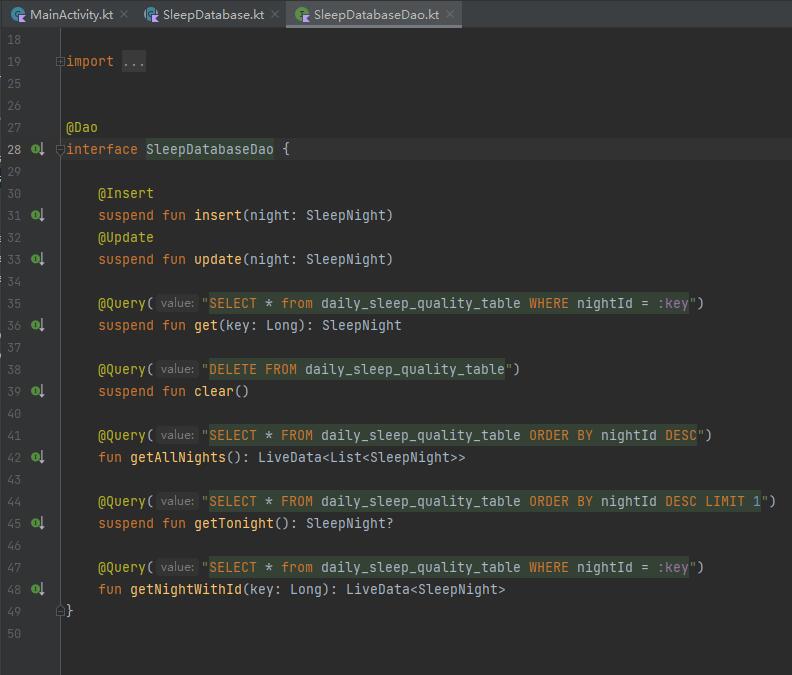 MainActivity.kt × SleepDatabase.kt × SleepDatabaseDao.kt ×
18
19 import ...
25
26
27 @Dao
28 interface SleepDatabaseDao {
29
30 @Insert
31 suspend fun insert(night: SleepNight)
32 @Update
33 suspend fun update(night: SleepNight)
34
35 @Query( value: "SELECT * from daily_sleep_quality_table WHERE nightId = :key")
36 suspend fun get(key: Long): SleepNight
37
38 @Query( value: "DELETE FROM daily_sleep_quality_table")
39 suspend fun clear()
40
41 @Query( value: "SELECT * FROM daily_sleep_quality_table ORDER BY nightId DESC")
42 fun getAllNights(): LiveData<List<SleepNight>>
43
44 @Query( value: "SELECT * FROM daily_sleep_quality_table ORDER BY nightId DESC LIMIT 1")
45 suspend fun getTonight(): SleepNight?
46
47 @Query( value: "SELECT * from daily_sleep_quality_table WHERE nightId = :key")
48 fun getNightWithId(key: Long): LiveData<SleepNight>
49 }
50